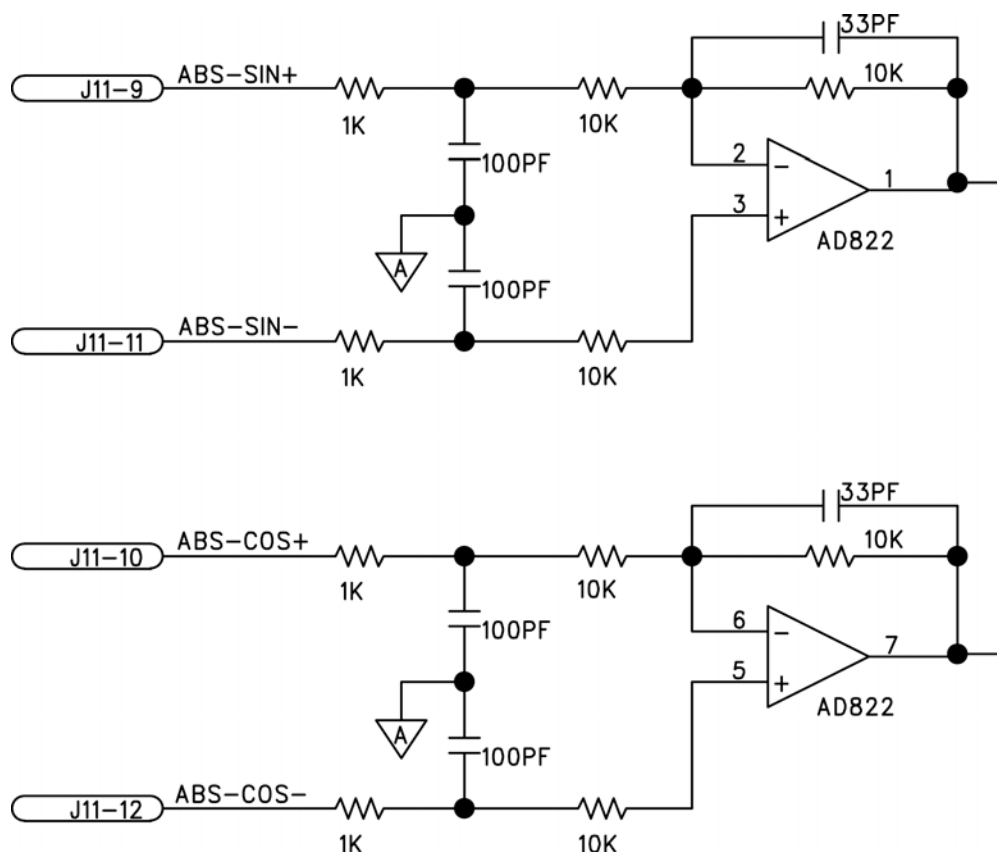 33PF
J11-9 ABS-SIN+
10K
1K
10K
100PF
2
-
1
3
+
AD822
A
100PF
J11-11 ABS-SIN-
1K
10K
33PF
J11-10 ABS-COS+
10K
1K
10K
100PF
6
-
7
5
+
AD822
A
100PF
J11-12 ABS-COS-
1K
10K